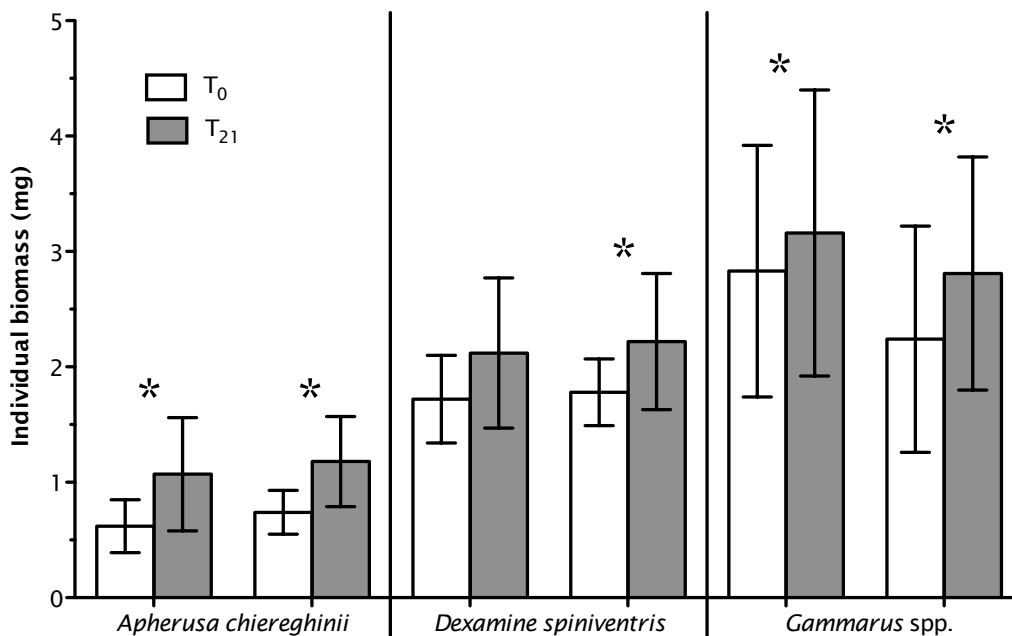 Individual biomass (mg)
5
4
3
2
1
0
T0
T21
*
*
*
*
*
Apherusa chiereghinii
Dexamine spiniventris
Gammarus spp.